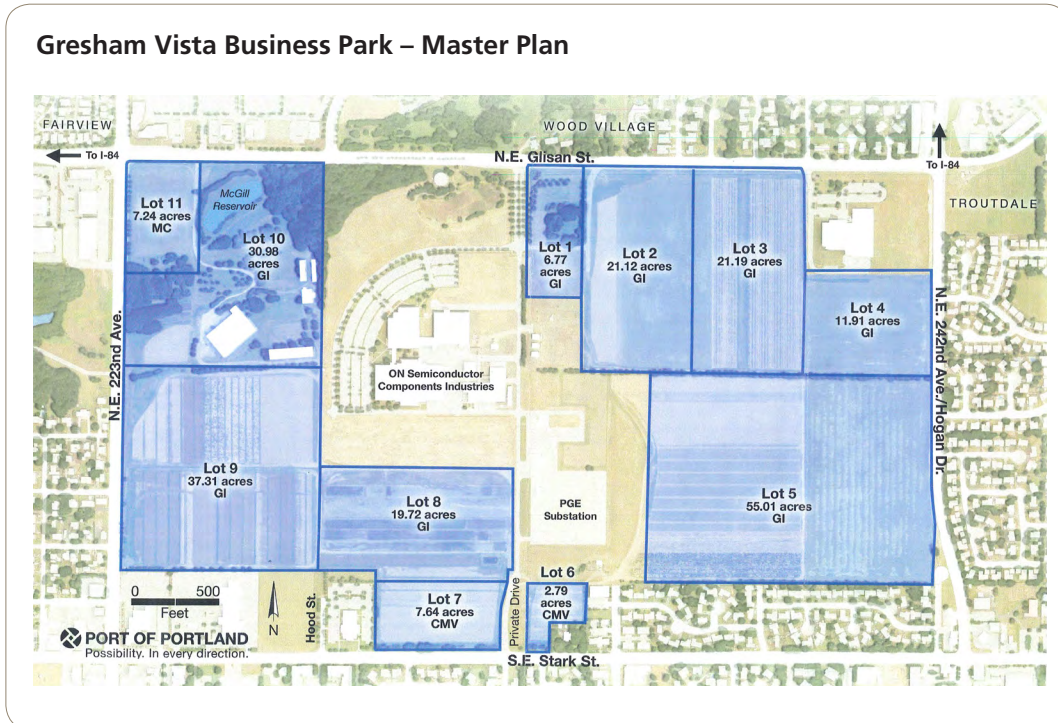 Gresham Vista Business Park – Master Plan
FAIRVIEW
WOOD VILLAGE
To I-84
N.E. Glisan St.
To I-84
TROUTDALE
Lot 11
7.24 acres
MC
McGill
Reservoir
Lot 10
30.98
acres
GI
Lot 1
6.77
acres
GI
Lot 2
21.12 acres
GI
Lot 3
21.19 acres
GI
Lot 4
11.91 acres
GI
N.E. 223nd Ave.
ON Semiconductor
Components Industries
N.E. 242nd Ave./Hogan Dr.
Lot 9
37.31 acres
GI
Lot 8
19.72 acres
GI
PGE
Substation
Lot 5
55.01 acres
GI
Lot 6
2.79
acres
CMV
Lot 7
7.64 acres
CMV
Private Drive
0 500
Feet
N
Hood St.
PORT OF PORTLAND
Possibility. In every direction.
S.E. Stark St.